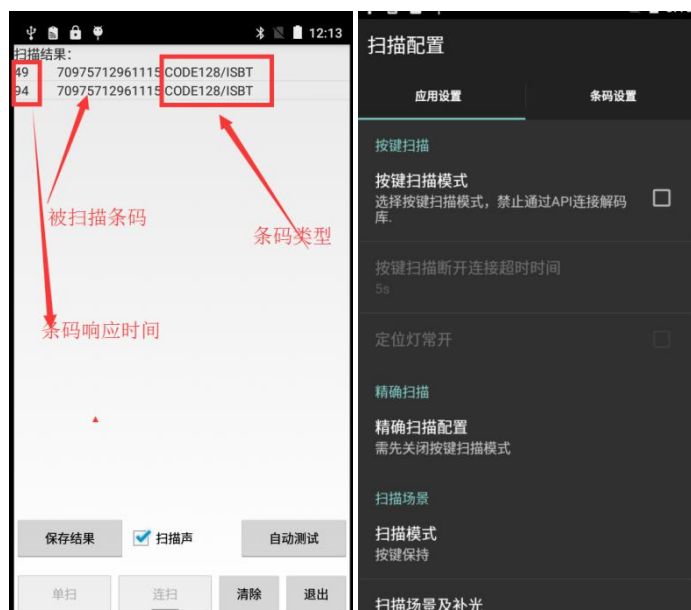 12:13
扫描结果:
49 70975712961115 CODE128/ISBT
94 70975712961115 CODE128/ISBT
被扫描条码
条码类型
条码响应时间
保存结果
扫描声
自动测试
单扫
连扫
清除
退出
扫描配置
应用设置
条码设置
按键扫描
按键扫描模式
选择按键扫描模式，禁止通过API连接解码
库.
按键扫描断开连接超时时间
5s
定位灯常开
精确扫描
精确扫描配置
需先关闭按键扫描模式
扫描场景
扫描模式
按键保持
扫描场景及补光